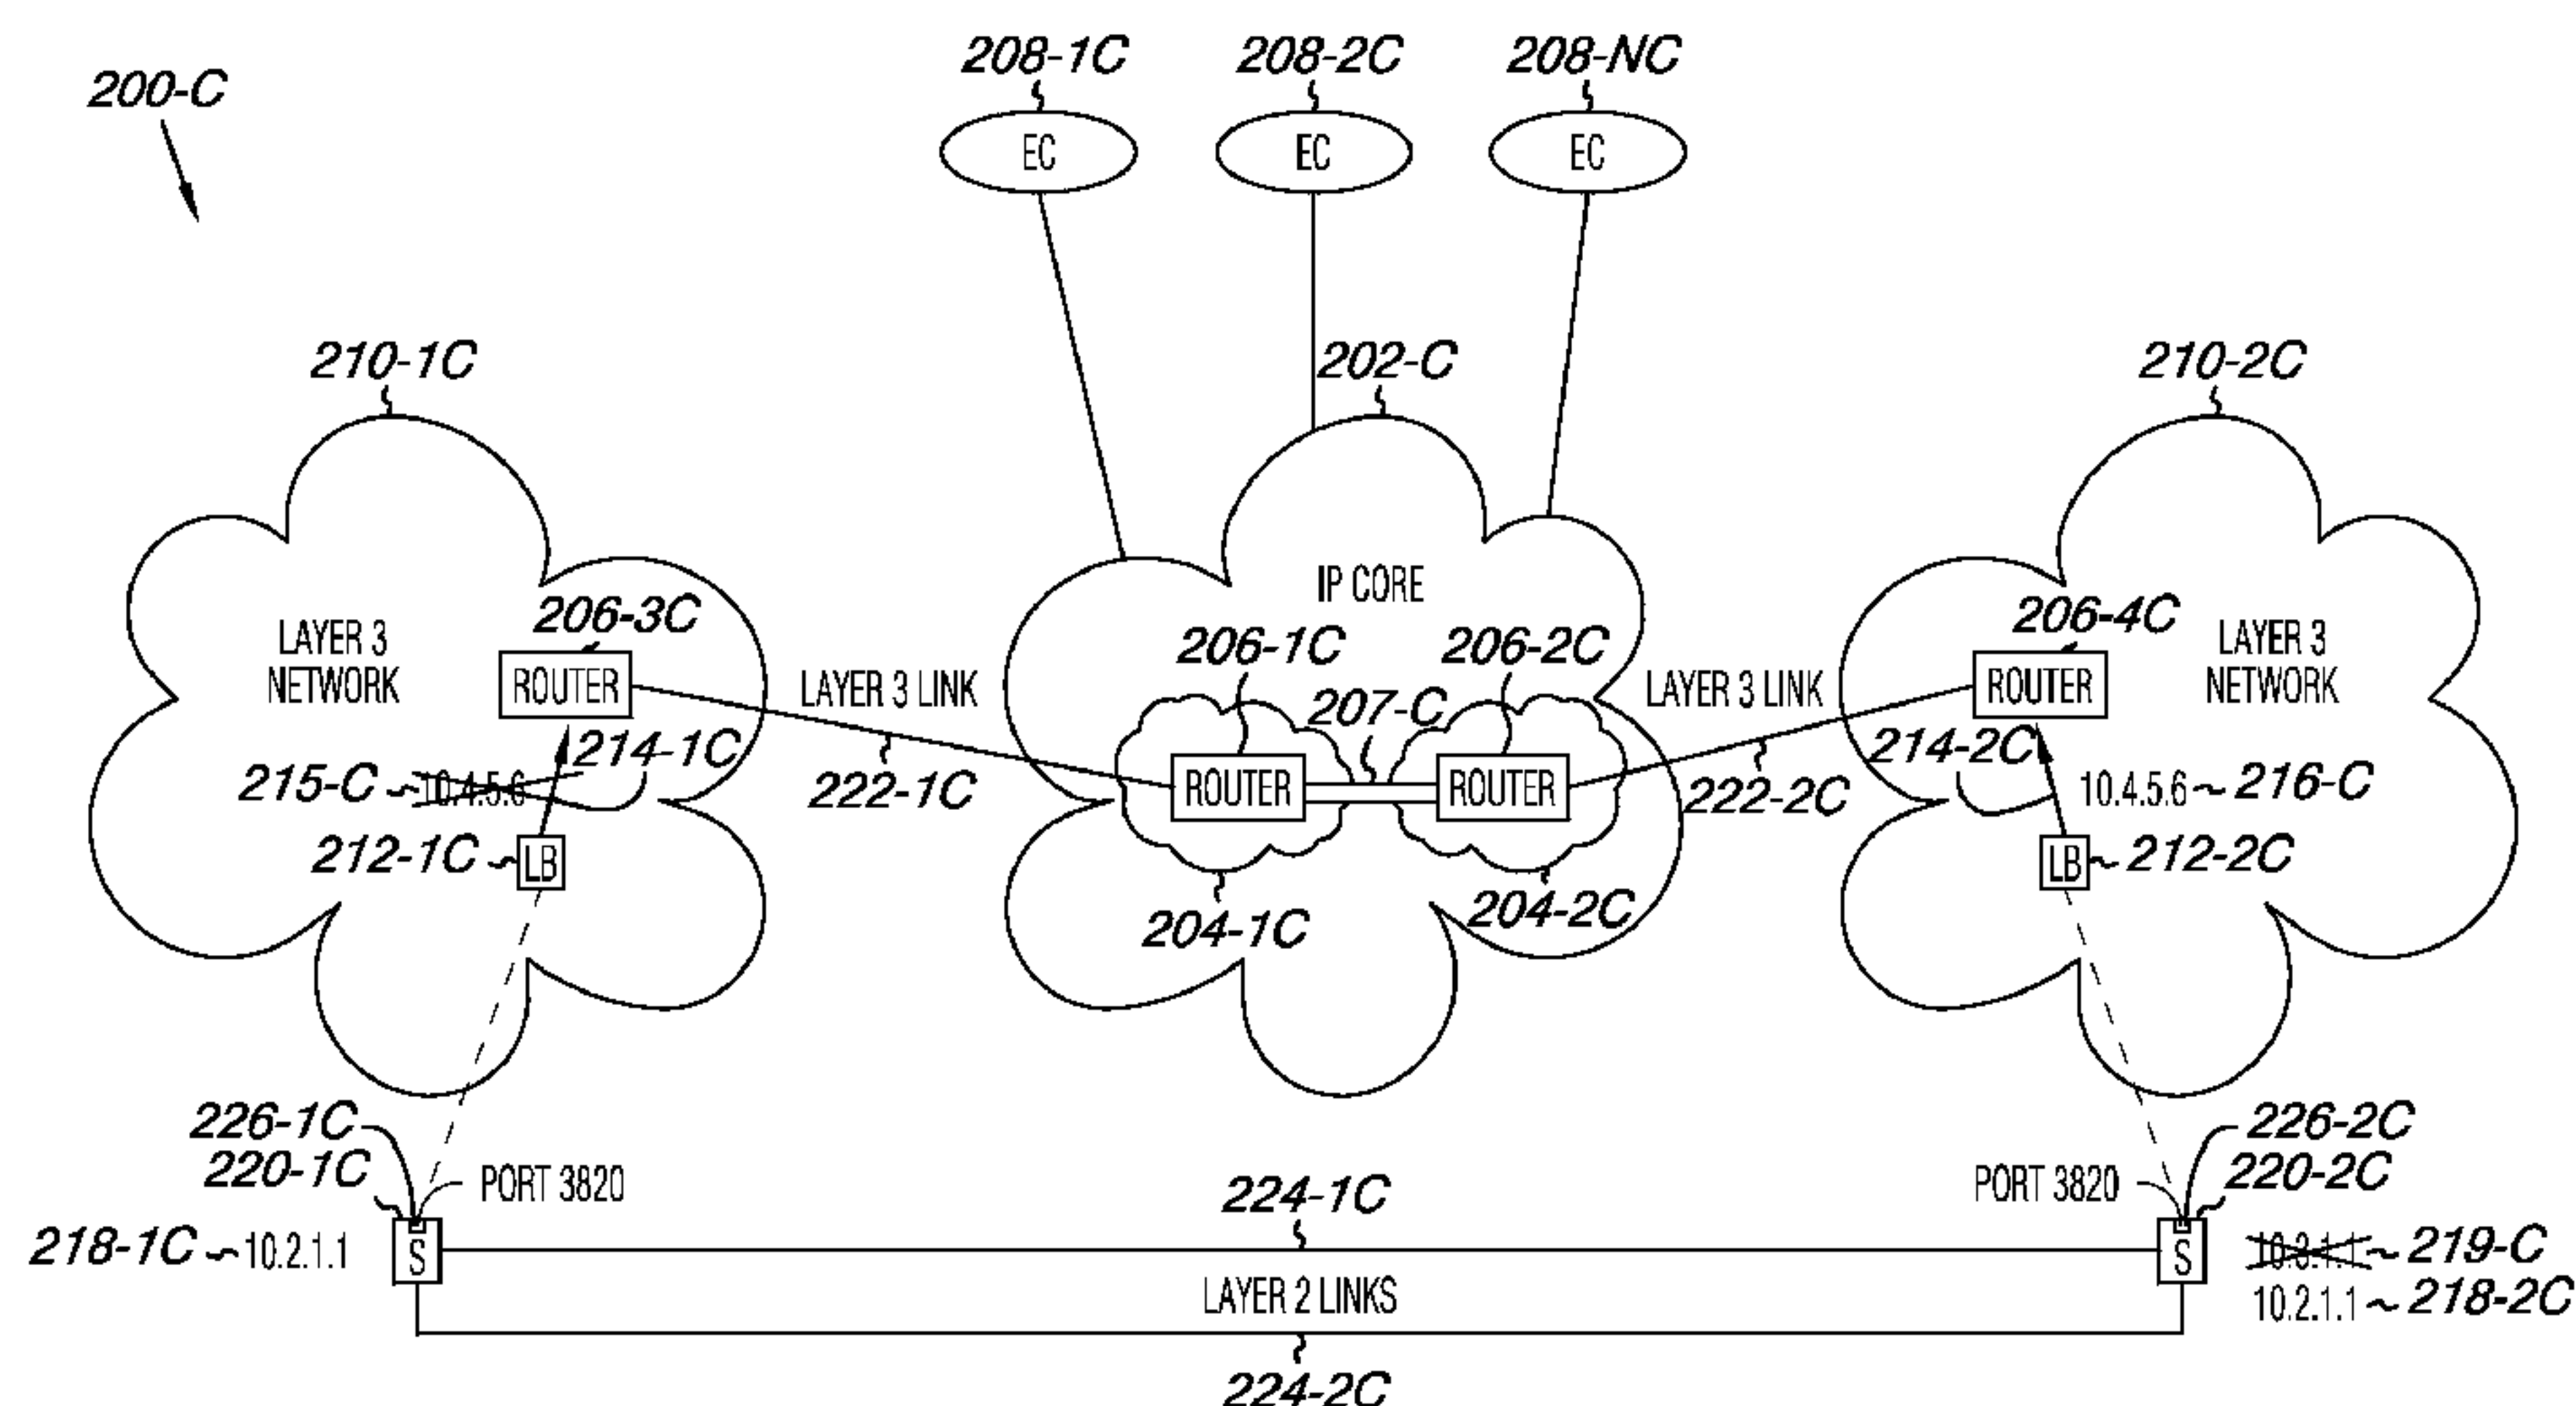 200-C
208-1C
208-2C
208-NC
EC
EC
EC
210-1C
202-C
210-2C
IP CORE
LAYER 3
NETWORK
206-3C
ROUTER
LAYER 3 LINK
222-1C
206-1C
206-2C
207-C
ROUTER
ROUTER
204-1C
204-2C
LAYER 3 LINK
222-2C
206-4C
ROUTER
LAYER 3
NETWORK
214-1C
215-C
10.4.5.6
212-1C
LB
214-2C
10.4.5.6
216-C
LB
212-2C
226-1C
220-1C
PORT 3820
218-1C
10.2.1.1
S
224-1C
LAYER 2 LINKS
224-2C
PORT 3820
226-2C
220-2C
S
10.3.1.1
219-C
10.2.1.1
218-2C